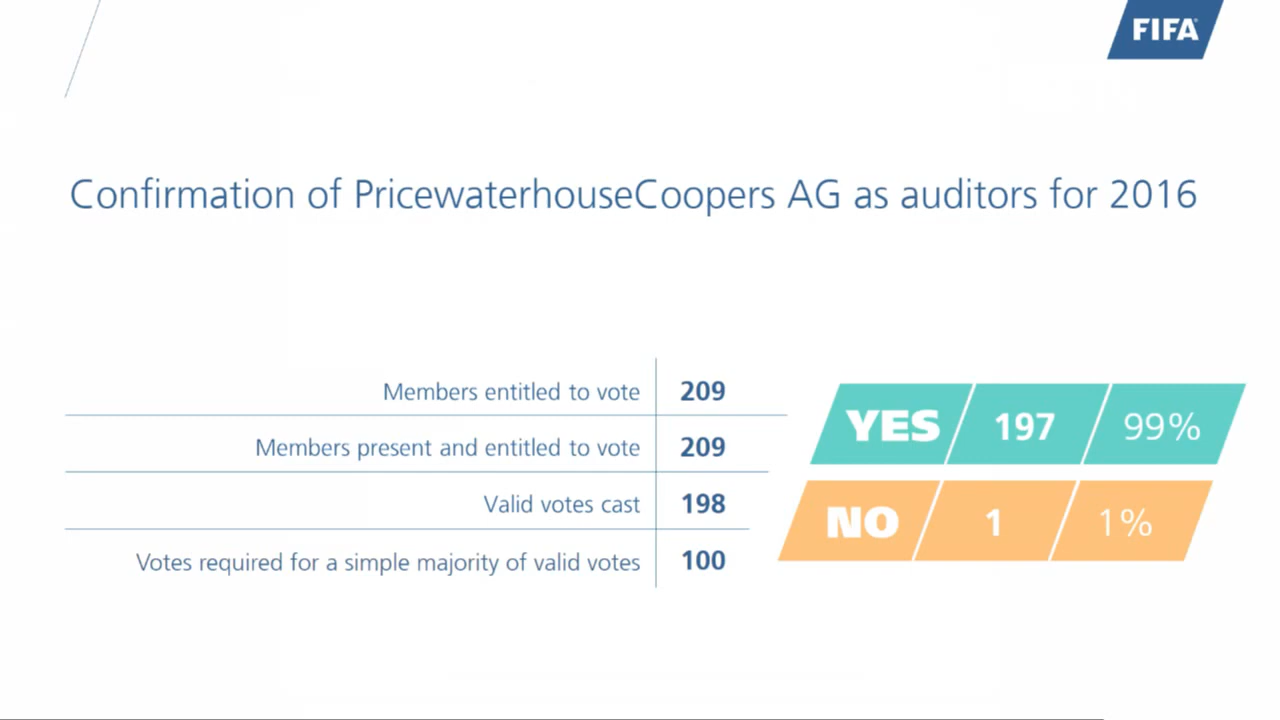 FIFA
Confirmation of PricewaterhouseCoopers AG as auditors for 2016
Members entitled to vote 209
Members present and entitled to vote 209
Valid votes cast 198
Votes required for a simple majority of valid votes 100
YES 197 99%
NO 1 1%